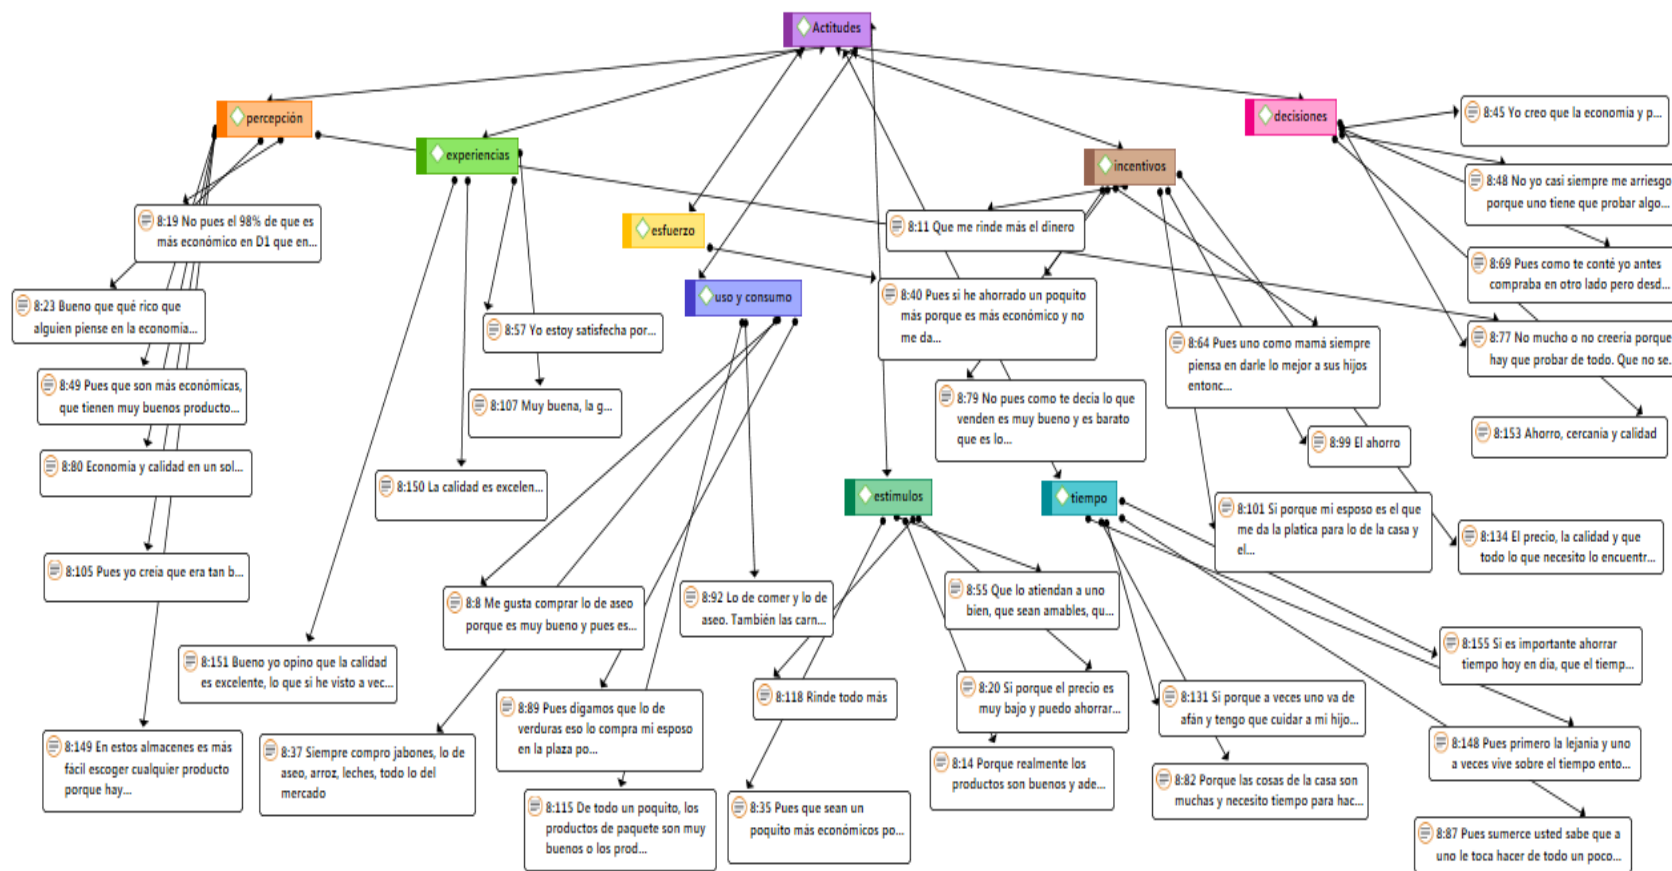 Actitudes
percepción
experiencias
esfuerzo
uso y consumo
incentivos
decisiones
estimulos
tiempo
8:19 No pues el 98% de que es
más económico en D1 que en...
8:23 Bueno que qué rico que
alguien piense en la economía...
8:49 Pues que son más económicas,
que tienen muy buenos producto...
8:80 Economia y calidad en un sol...
8:105 Pues yo creía que era tan b...
8:149 En estos almacenes es más
fácil escoger cualquier producto
porque hay...
8:57 Yo estoy satisfecha por...
8:107 Muy buena, la g...
8:150 La calidad es excelen...
8:151 Bueno yo opino que la calidad
es excelente, lo que si he visto a vec...
8:8 Me gusta comprar lo de aseo
porque es muy bueno y pues es...
8:37 Siempre compro jabones, lo de
aseo, arroz, leches, todo lo del
mercado
8:89 Pues digamos que lo de
verduras eso lo compra mi esposo
en la plaza po...
8:115 De todo un poquito, los
productos de paquete son muy
buenos o los prod...
8:92 Lo de comer y lo de
aseo. También las carn...
8:11 Que me rinde más el dinero
8:40 Pues si he ahorrado un poquito
más porque es más económico y no
me da...
8:79 No pues como te decia lo que
venden es muy bueno y es barato
que es lo...
8:64 Pues uno como mamá siempre
piensa en darle lo mejor a sus hijos
entonc...
8:99 El ahorro
8:101 Si porque mi esposo es el que
me da la platica para lo de la casa y
el...
8:134 El precio, la calidad y que
todo lo que necesito lo encuentr...
8:45 Yo creo que la economía y p...
8:48 No yo casi siempre me arriesgo
porque uno tiene que probar algo...
8:69 Pues como te conté yo antes
compraba en otro lado pero desd...
8:77 No mucho o no creería porque
hay que probar de todo. Que no se...
8:153 Ahorro, cercanía y calidad
8:118 Rinde todo más
8:35 Pues que sean un
poquito más económicos po...
8:55 Que lo atiendan a uno
bien, que sean amables, qu...
8:20 Si porque el precio es
muy bajo y puedo ahorrar...
8:14 Porque realmente los
productos son buenos y ade...
8:131 Si porque a veces uno va de
afán y tengo que cuidar a mi hijo...
8:82 Porque las cosas de la casa son
muchas y necesito tiempo para hac...
8:155 Si es importante ahorrar
tiempo hoy en día, que el tiemp...
8:148 Pues primero la lejanía y uno
a veces vive sobre el tiempo ento...
8:87 Pues sumerce usted sabe que a
uno le toca hacer de todo un poco...